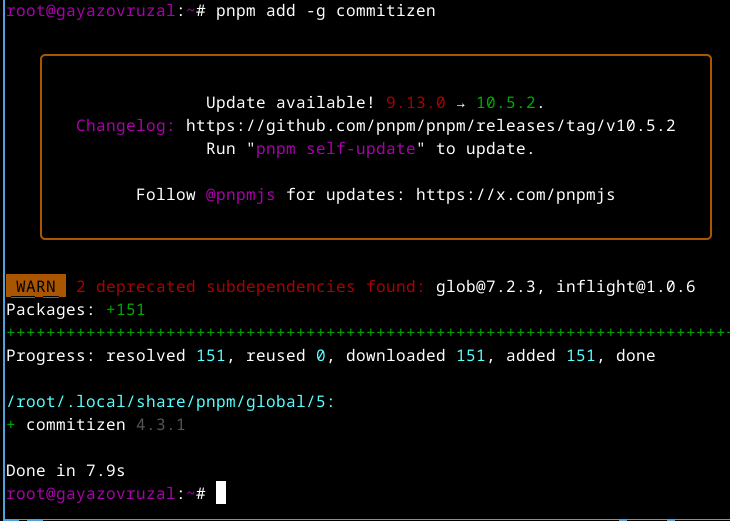 root@gayazovruzal:~# pnpm add -g commitizen
Update available! 9.13.0 → 10.5.2.
Changelog: https://github.com/pnpm/pnpm/releases/tag/v10.5.2
Run "pnpm self-update" to update.
Follow @pnpmjs for updates: https://x.com/pnpmjs
WARN 2 deprecated subdependencies found: glob@7.2.3, inflight@1.0.6
Packages: +151
+++++++++++++++++++++++++++++++++++++++++++++++++++++++++++++++++++++++++
Progress: resolved 151, reused 0, downloaded 151, added 151, done
/root/.local/share/pnpm/global/5:
+ commitizen 4.3.1
Done in 7.9s
root@gayazovruzal:~#